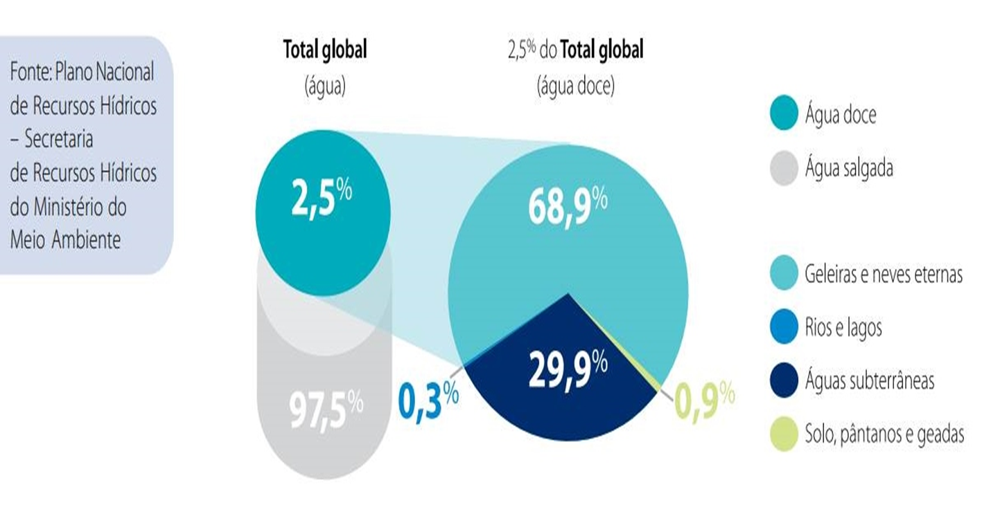 Fonte: Plano Nacional
de Recursos Hídricos
– Secretaria
de Recursos Hídricos
do Ministério do
Meio Ambiente
Total global
(água)
2,5% do Total global
(água doce)
2,5%
97,5%
68,9%
29,9%
0,3%
0,9%
Água doce
Água salgada
Geleiras e neves eternas
Rios e lagos
Águas subterrâneas
Solo, pântanos e geadas